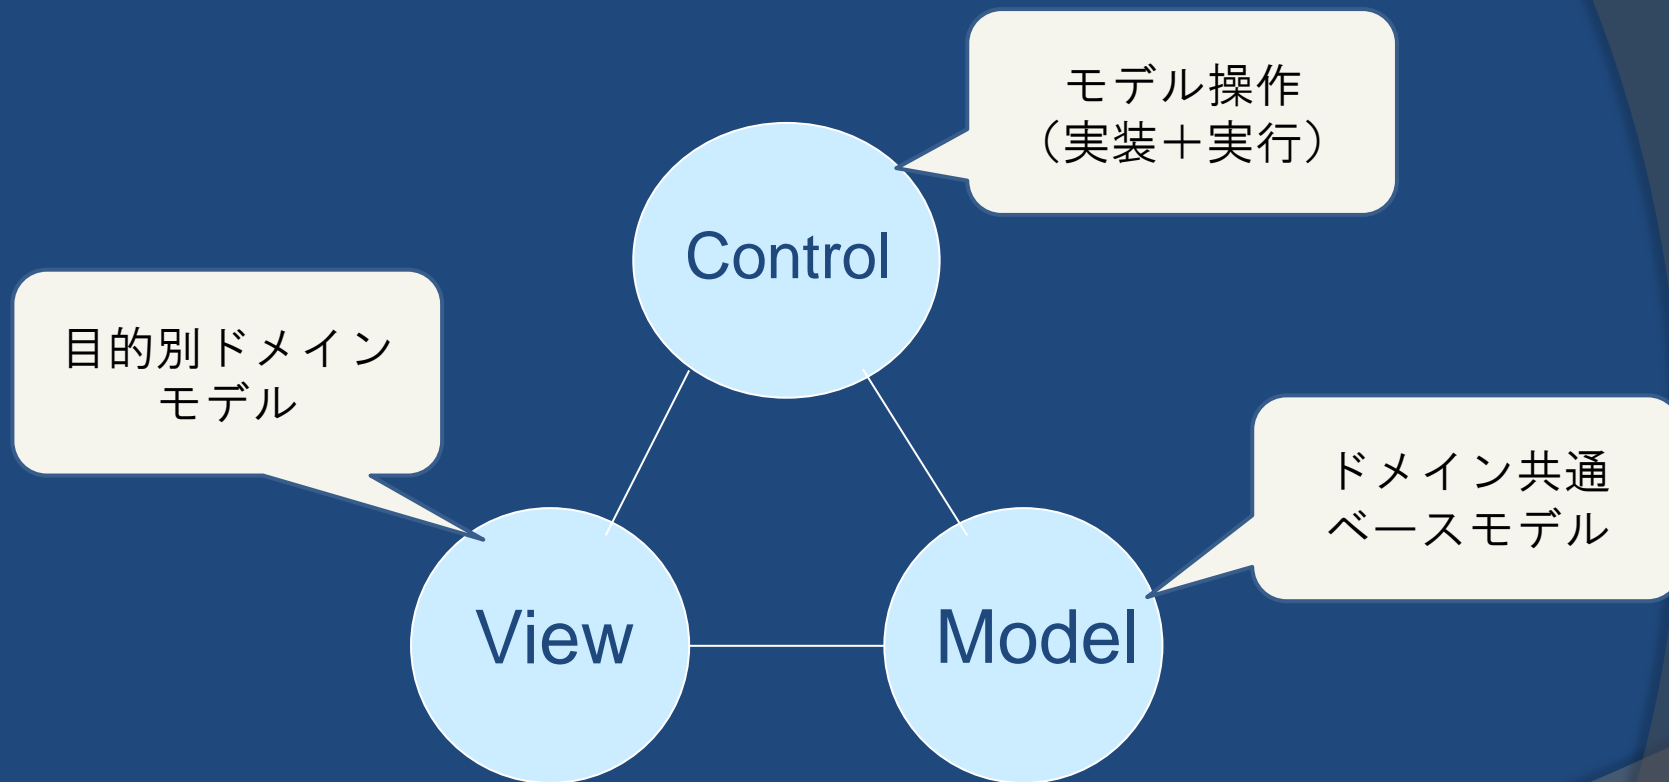 モデル操作
（実装＋実行）
Control
目的別ドメイン
モデル
ドメイン共通
ベースモデル
View
Model